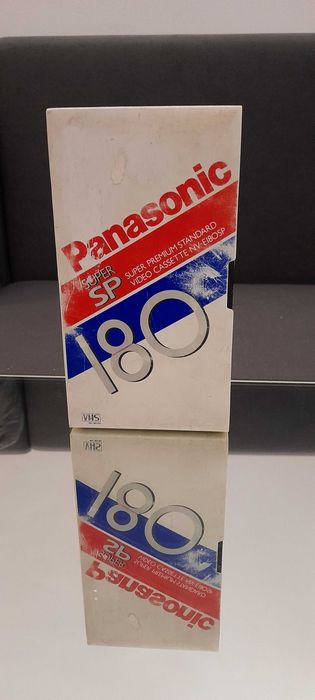 Panasonic
SUPER
SP
SUPER PREMIUM STANDARD
VIDEO CASSETTE NV-E180SP
180
VHS